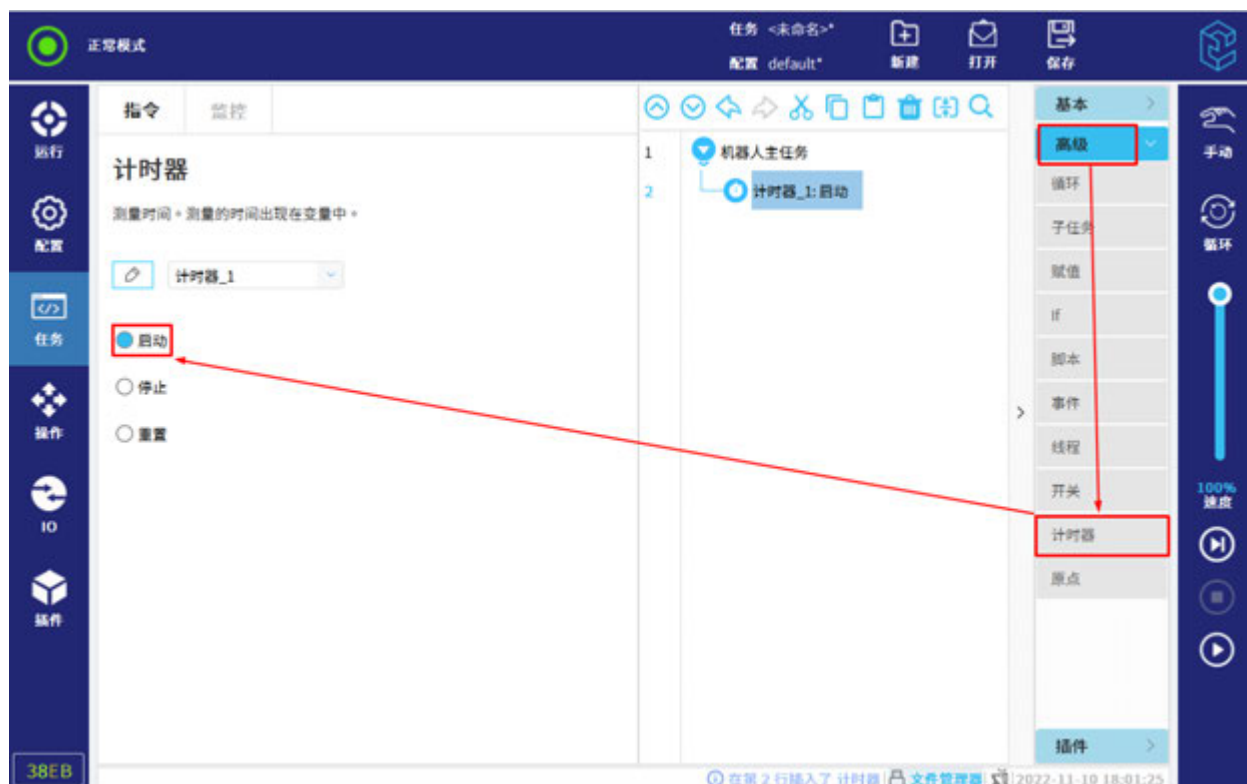 正常模式
任务 <未命名>*
配置 default*
新建
打开
保存
运行
配置
任务
操作
IO
插件
38EB
指令 监控
计时器
测量时间。测量的时间出现在变量中。
计时器_1
启动
停止
重置
1 机器人主任务
2 计时器_1: 启动
基本
高级
循环
子任务
赋值
If
脚本
事件
线程
开关
计时器
原点
插件
手动
循环
100%
速度
在第 2 行插入了 计时器
文件管理器
2022-11-10 18:01:25